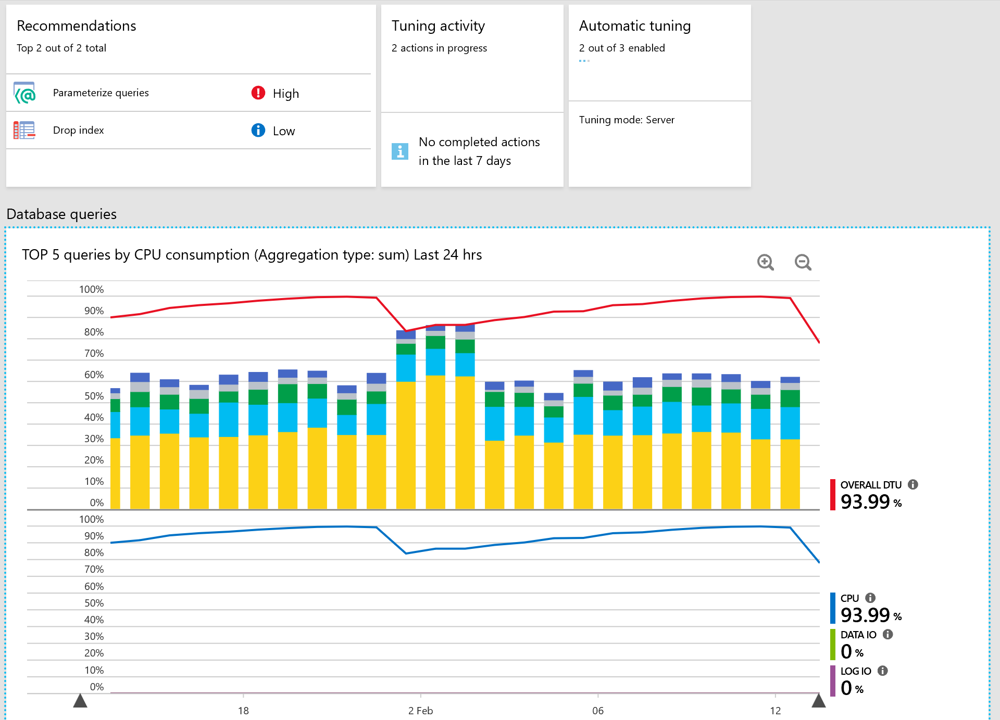 Recommendations
Top 2 out of 2 total
Parameterize queries
High
Drop index
Low
Tuning activity
2 actions in progress
No completed actions
in the last 7 days
Automatic tuning
2 out of 3 enabled
Tuning mode: Server
Database queries
TOP 5 queries by CPU consumption (Aggregation type: sum) Last 24 hrs
100%
90%
80%
70%
60%
50%
40%
30%
20%
10%
0%
OVERALL DTU
93.99 %
100%
90%
80%
70%
60%
50%
40%
30%
20%
10%
0%
CPU
93.99 %
DATA IO
0 %
LOG IO
0 %
18
2 Feb
06
12